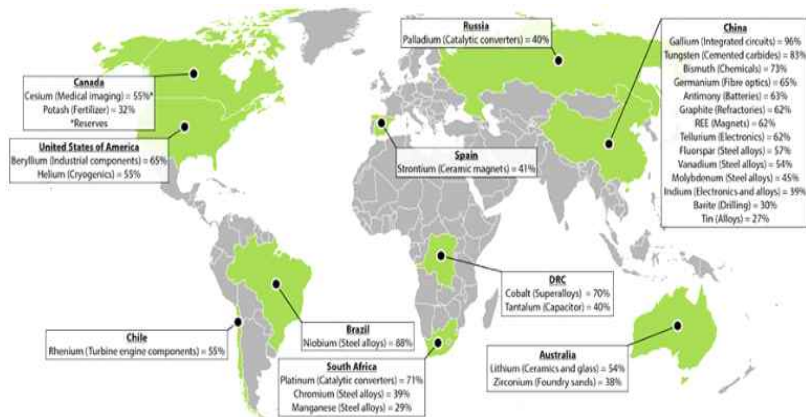 Russia
Palladium (Catalytic converters) = 40%
China
Gallium (Integrated circuits) = 96%
Tungsten (Cemented carbides) = 83%
Bismuth (Chemicals) = 73%
Germanium (Fibre optics) = 65%
Antimony (Batteries) = 63%
Graphite (Refractories) = 62%
REE (Magnets) = 62%
Tellurium (Electronics) = 62%
Fluorspar (Steel alloys) = 57%
Vanadium (Steel alloys) = 54%
Molybdenum (Steel alloys) = 45%
Indium (Electronics and alloys) = 39%
Barite (Drilling) = 30%
Tin (Alloys) = 27%
Canada
Cesium (Medical imaging) = 55%*
Potash (Fertilizer) = 32%
*Reserves
United States of America
Beryllium (Industrial components) = 65%
Helium (Cryogenics) = 55%
Spain
Strontium (Ceramic magnets) = 41%
DRC
Cobalt (Superalloys) = 70%
Tantalum (Capacitor) = 40%
Chile
Rhenium (Turbine engine components) = 55%
Brazil
Niobium (Steel alloys) = 88%
South Africa
Platinum (Catalytic converters) = 71%
Chromium (Steel alloys) = 39%
Manganese (Steel alloys) = 29%
Australia
Lithium (Ceramics and glass) = 54%
Zirconium (Foundry sands) = 38%